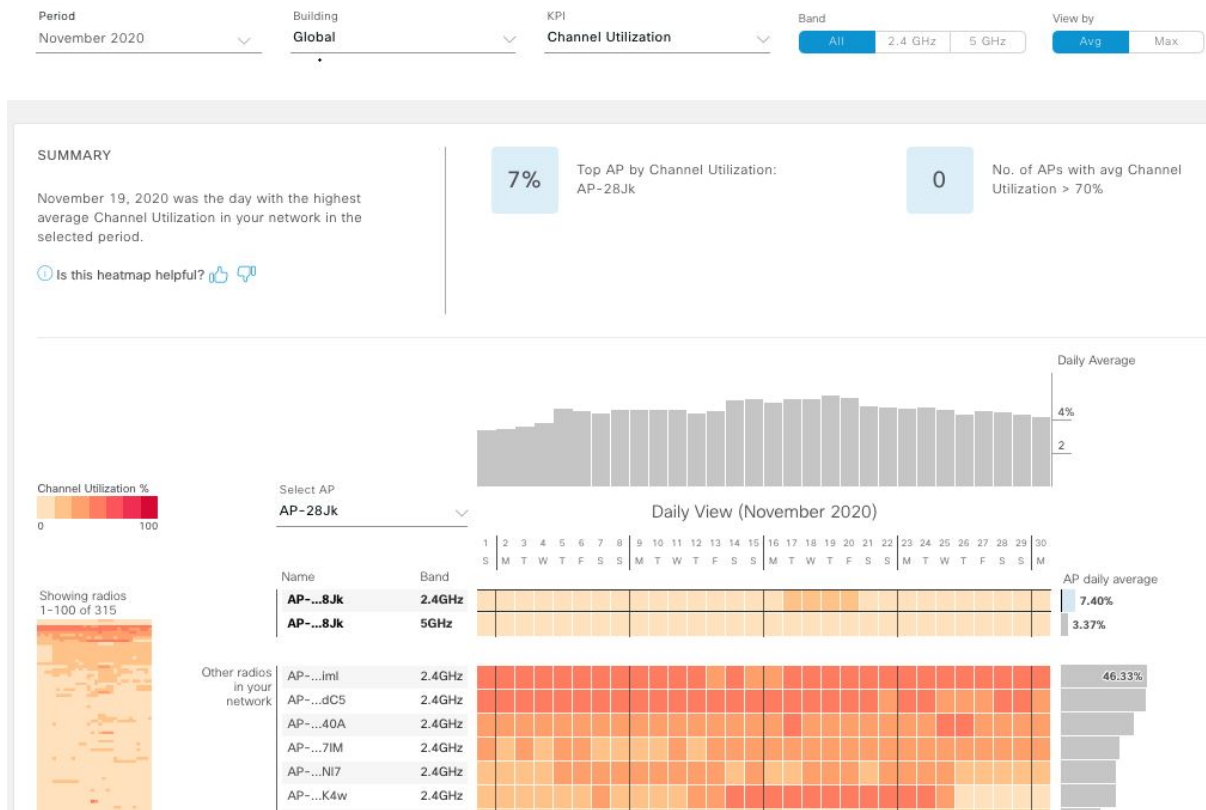 Period
November 2020
Building
Global
KPI
Channel Utilization
Band
All 2.4 GHz 5 GHz
View by
Avg Max
SUMMARY
November 19, 2020 was the day with the highest
average Channel Utilization in your network in the
selected period.
Is this heatmap helpful?
7%
Top AP by Channel Utilization:
AP-28Jk
0
No. of APs with avg Channel
Utilization > 70%
Daily Average
4%
2
Channel Utilization %
0 100
Select AP
AP-28Jk
Daily View (November 2020)
1 2 3 4 5 6 7 8 9 10 11 12 13 14 15 16 17 18 19 20 21 22 23 24 25 26 27 28 29 30
S M T W T F S S M T W T F S S M T W T F S S M T W T F S S M
Name Band
AP daily average
Showing radios
1-100 of 315
AP-...8Jk 2.4GHz 7.40%
AP-...8Jk 5GHz 3.37%
Other radios
in your
network
AP-...iml 2.4GHz 46.33%
AP-...dC5 2.4GHz
AP-...40A 2.4GHz
AP-...7IM 2.4GHz
AP-...NI7 2.4GHz
AP-...K4w 2.4GHz